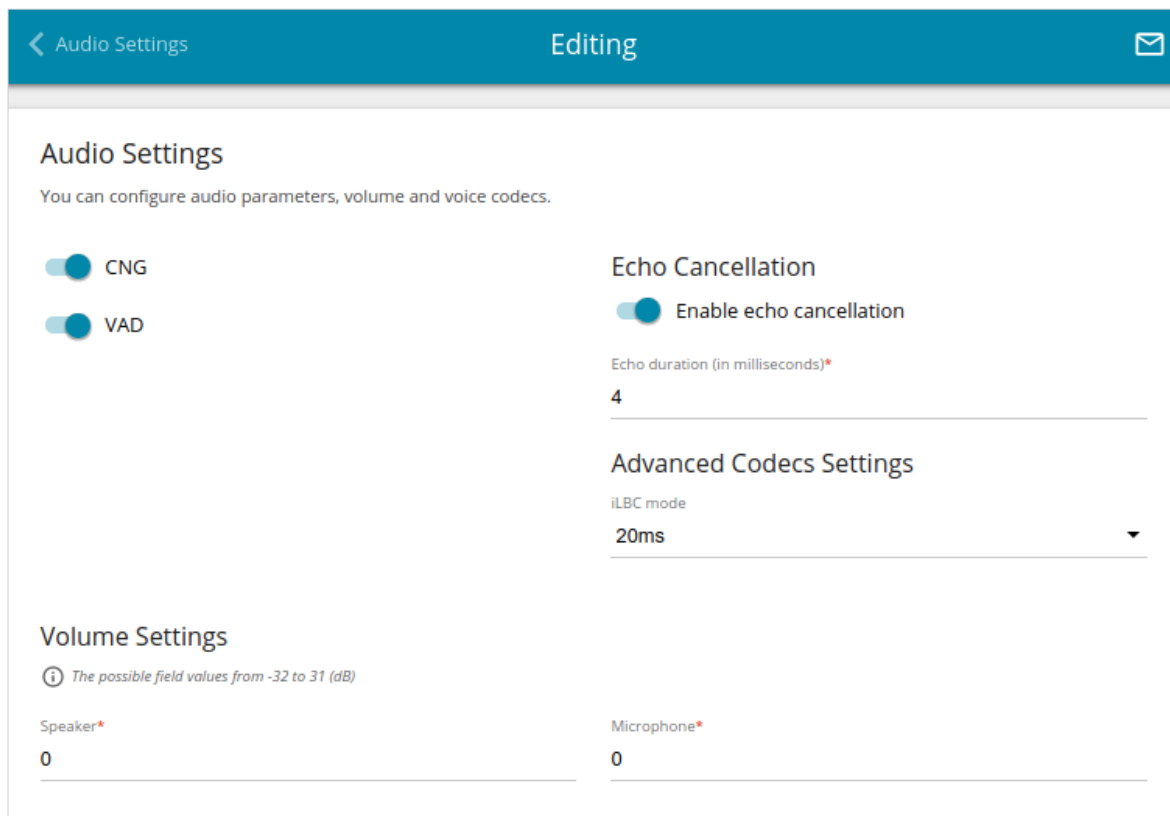 Audio Settings
Editing
Audio Settings
You can configure audio parameters, volume and voice codecs.
CNG
VAD
Echo Cancellation
Enable echo cancellation
Echo duration (in milliseconds)*
4
Advanced Codecs Settings
iLBC mode
20ms
Volume Settings
The possible field values from -32 to 31 (dB)
Speaker*
0
Microphone*
0